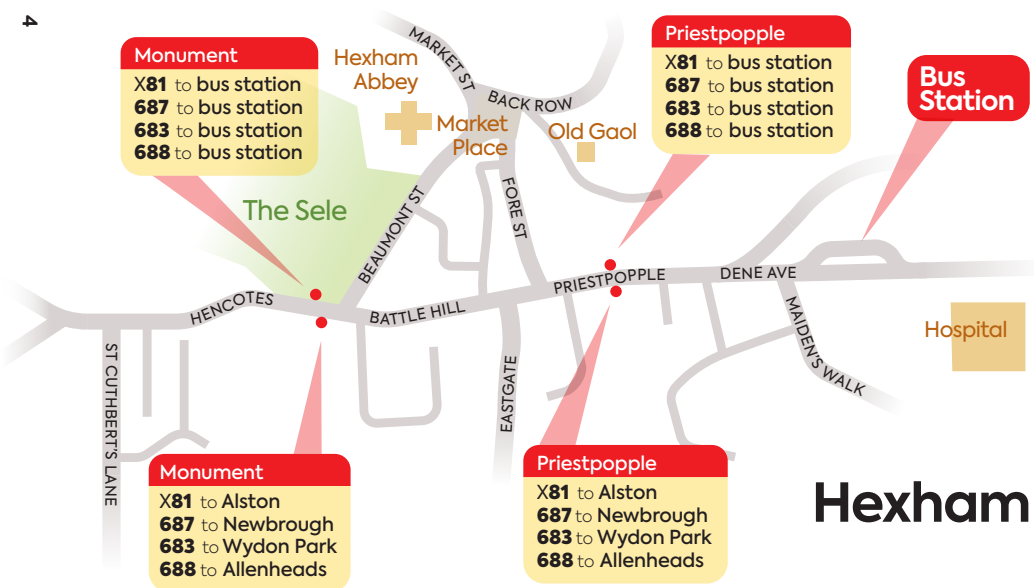 4
Monument
X81 to bus station
687 to bus station
683 to bus station
688 to bus station
Hexham
Abbey
MARKET ST
BACK ROW
Market
Place
Old Gaol
Priestpopple
X81 to bus station
687 to bus station
683 to bus station
688 to bus station
Bus
Station
The Sele
BEAUMONT ST
FORE ST
HENCOTES
BATTLE HILL
PRIESTPOPPLE
DENE AVE
MAIDEN'S WALK
Hospital
ST CUTHBERT'S LANE
EASTGATE
Monument
X81 to Alston
687 to Newbrough
683 to Wydon Park
688 to Allenheads
Priestpopple
X81 to Alston
687 to Newbrough
683 to Wydon Park
688 to Allenheads
Hexham